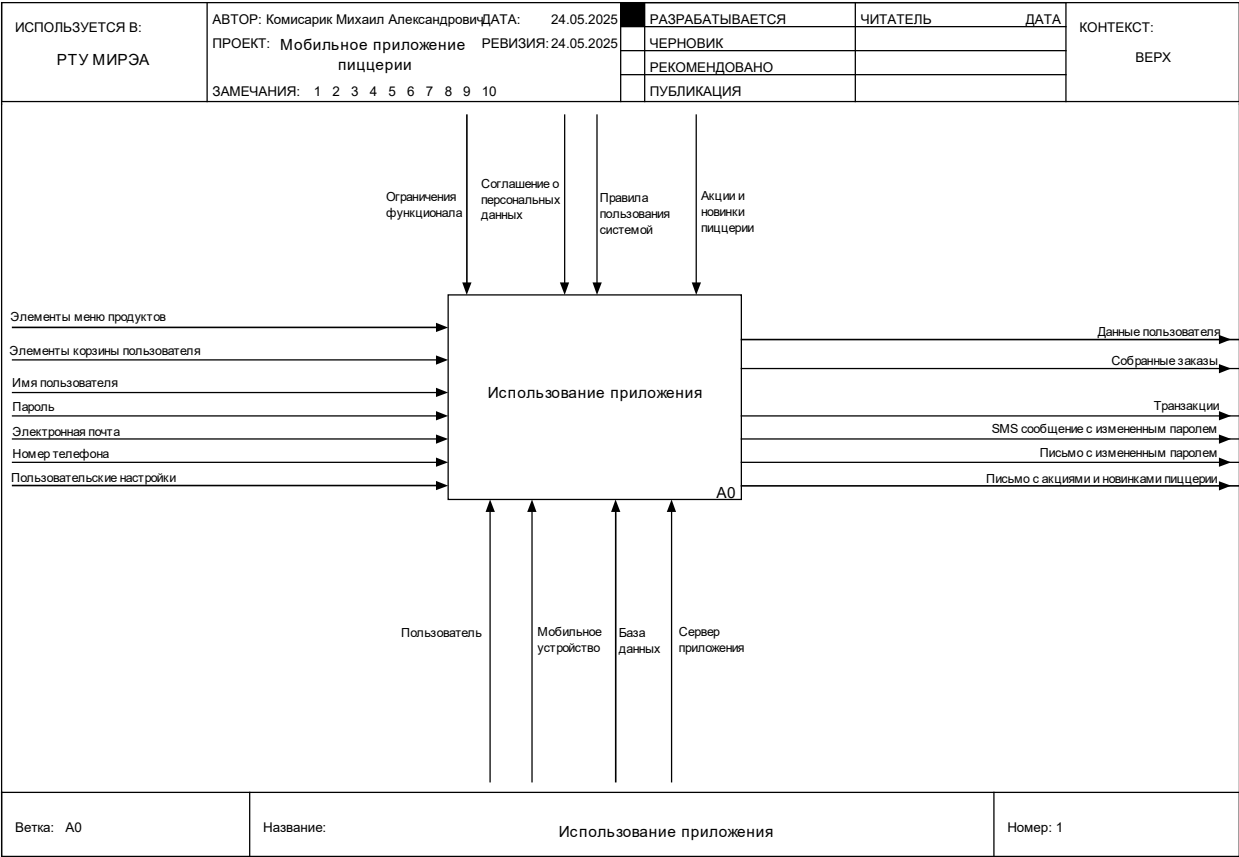 ИСПОЛЬЗУЕТСЯ В:
РТУ МИРЭА
АВТОР: Комисарик Михаил Александрович
ДАТА: 24.05.2025
ПРОЕКТ: Мобильное приложение
пиццерии
РЕВИЗИЯ: 24.05.2025
ЗАМЕЧАНИЯ: 1 2 3 4 5 6 7 8 9 10
РАЗРАБАТЫВАЕТСЯ
ЧЕРНОВИК
РЕКОМЕНДОВАНО
ПУБЛИКАЦИЯ
ЧИТАТЕЛЬ ДАТА
КОНТЕКСТ:
ВЕРХ
Ограничения
функционала
Соглашение о
персональных
данных
Правила
пользования
системой
Акции и
новинки
пиццерии
Элементы меню продуктов
Элементы корзины пользователя
Имя пользователя
Пароль
Электронная почта
Номер телефона
Пользовательские настройки
Использование приложения
A0
Данные пользователя
Собранные заказы
Транзакции
SMS сообщение с измененным паролем
Письмо с измененным паролем
Письмо с акциями и новинками пиццерии
Пользователь
Мобильное
устройство
База
данных
Сервер
приложения
Ветка: A0
Название:
Использование приложения
Номер: 1